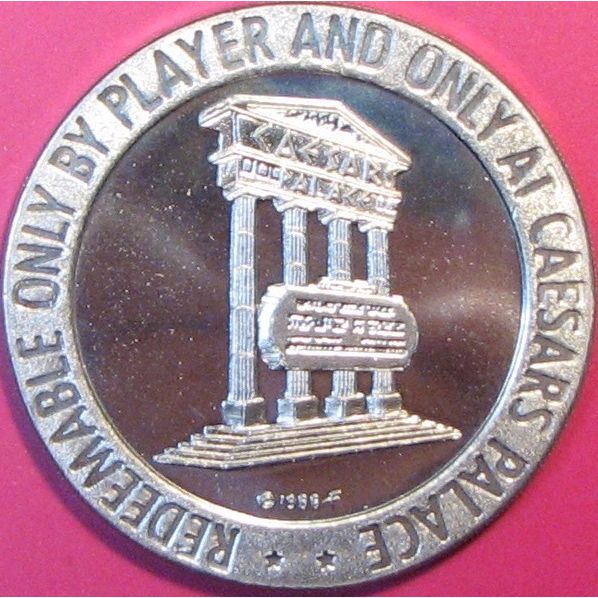 REDEEMABLE ONLY BY PLAYER AND ONLY AT CAESARS PALACE
CAESARS
PALACE